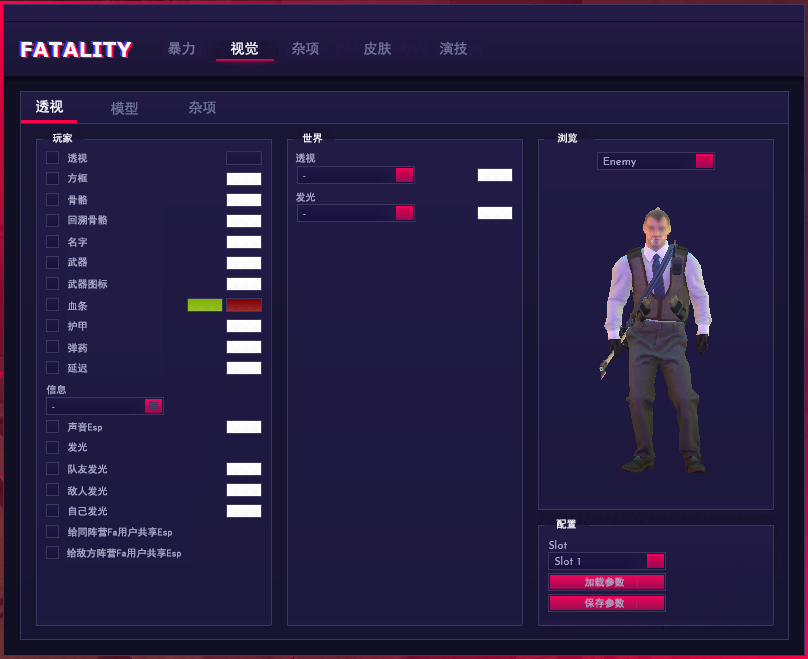 FATALITY 暴力 视觉 杂项 皮肤 演技
透视 模型 杂项
玩家
透视
方框
骨骼
回溯骨骼
名字
武器
武器图标
血条
护甲
弹药
延迟
信息
-
声音Esp
发光
队友发光
敌人发光
自己发光
给同阵营Fa用户共享Esp
给敌方阵营Fa用户共享Esp
世界
透视
-
发光
-
浏览
Enemy
配置
Slot
Slot 1
加载参数
保存参数